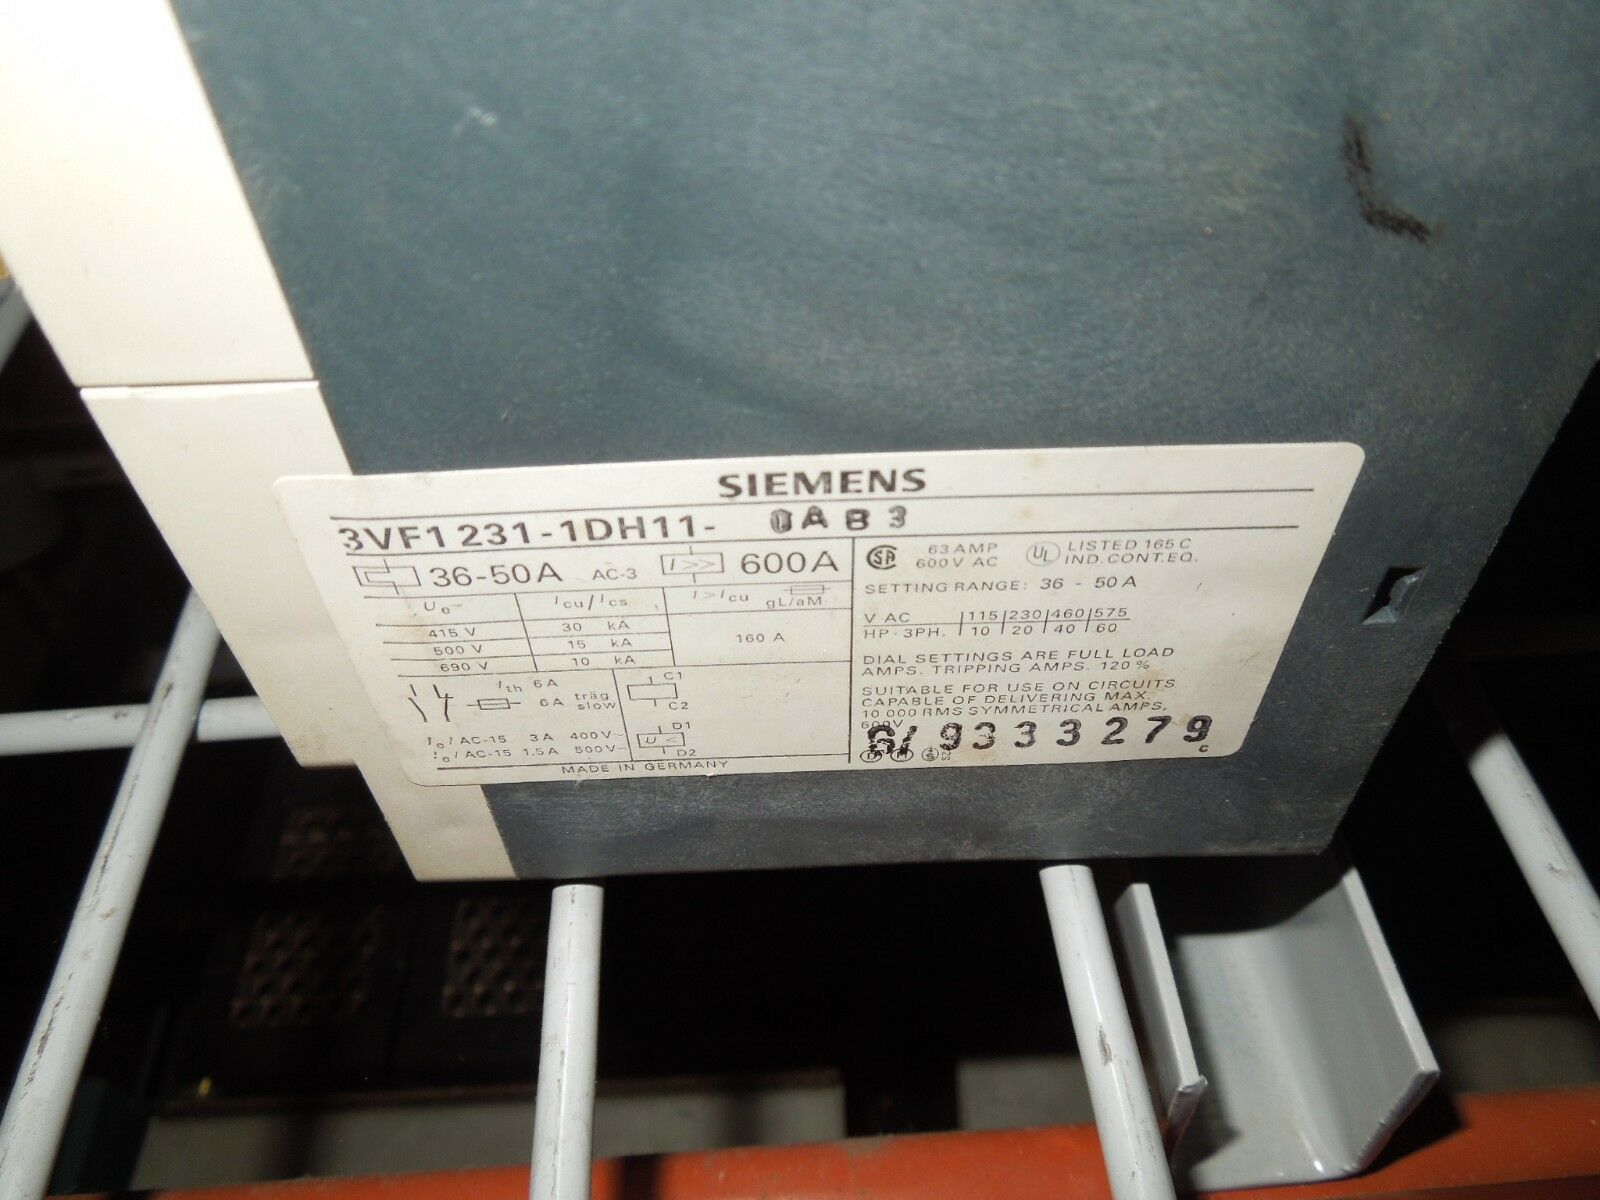 SIEMENS
3VF1 231-1DH11- 0AB3
36-50A AC-3 I>> 600A
Ue Icu/Ics I>Icu gL/aM
415 V 30 kA
500 V 15 kA 160 A
690 V 10 kA
Ith 6A C1
6A träg
slow C2
Ie/AC-15 3A 400V D1
Ie/AC-15 1.5A 500V U< D2
MADE IN GERMANY
SA 63 AMP UL LISTED 165 C
600 V AC IND. CONT. EQ.
SETTING RANGE: 36 - 50 A
V AC 115 230 460 575
HP · 3PH. 10 20 40 60
DIAL SETTINGS ARE FULL LOAD
AMPS. TRIPPING AMPS. 120 %
SUITABLE FOR USE ON CIRCUITS
CAPABLE OF DELIVERING MAX.
10 000 RMS SYMMETRICAL AMPS,
600V
9333279
C